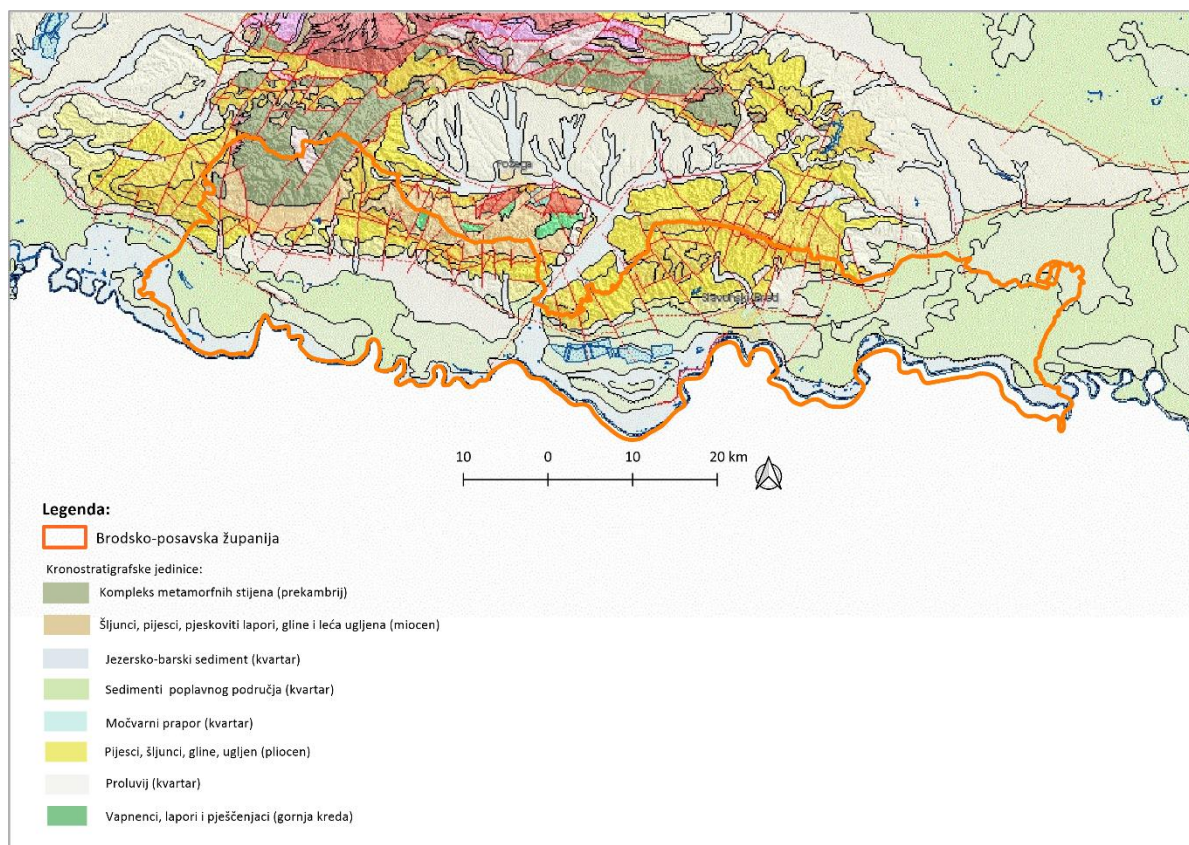 Požega
Slavonski Brod
10 0 10 20 km
Legenda:
Brodsko-posavska županija
Kronostratigrafske jedinice:
Kompleks metamorfnih stijena (prekambrij)
Šljunci, pijesci, pjeskoviti lapori, gline i leća ugljena (miocen)
Jezersko-barski sediment (kvartar)
Sedimenti poplavnog područja (kvartar)
Močvarni prapor (kvartar)
Pijesci, šljunci, gline, ugljen (pliocen)
Proluvij (kvartar)
Vapnenci, lapori i pješčenjaci (gornja kreda)